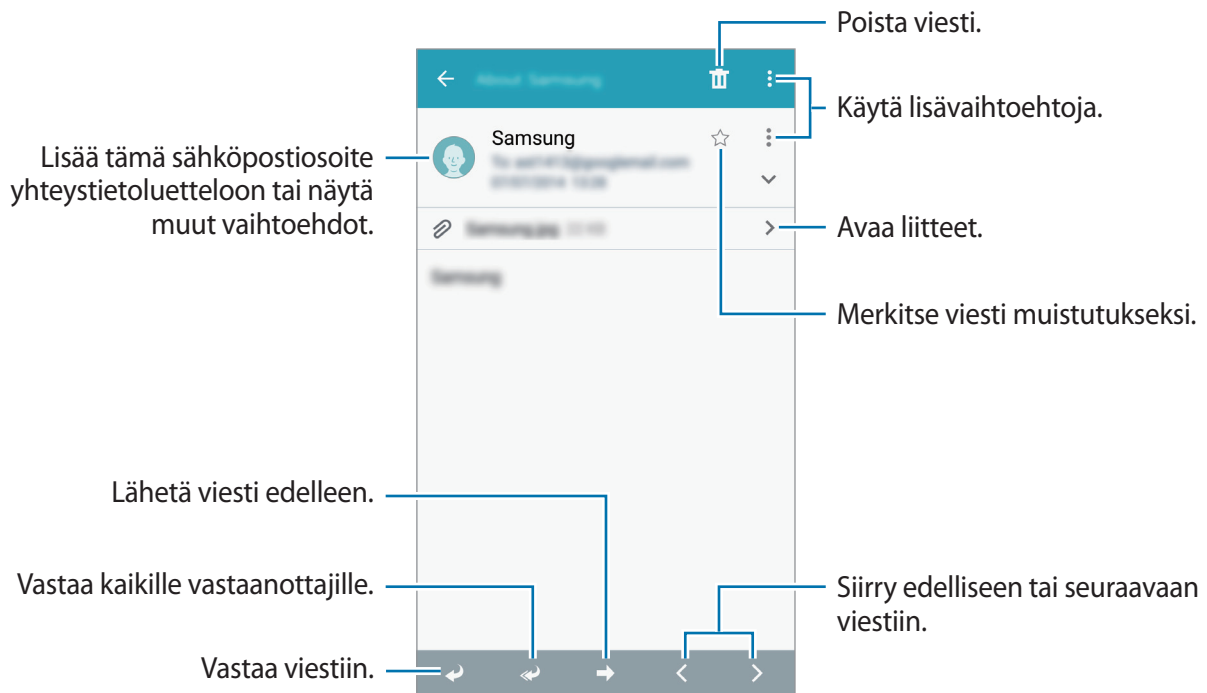 Poista viesti.
Käytä lisävaihtoehtoja.
Samsung
Lisää tämä sähköpostiosoite
yhteystietoluetteloon tai näytä
muut vaihtoehdot.
Avaa liitteet.
Merkitse viesti muistutukseksi.
Lähetä viesti edelleen.
Vastaa kaikille vastaanottajille.
Siirry edelliseen tai seuraavaan
viestiin.
Vastaa viestiin.